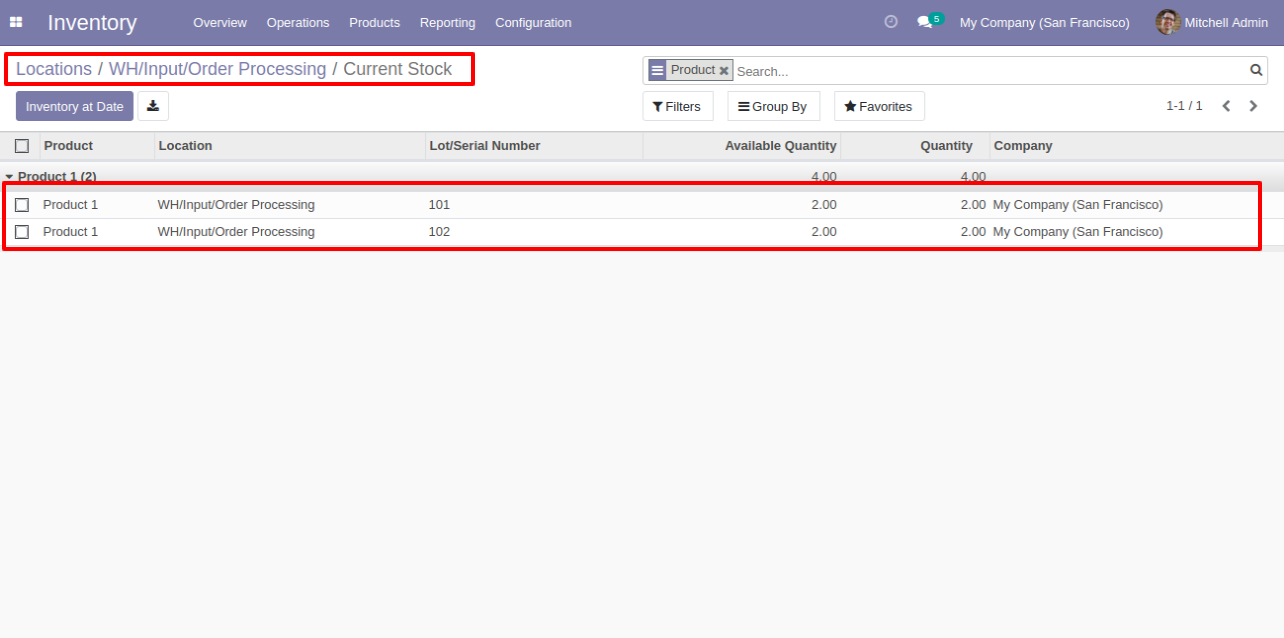 Inventory Overview Operations Products Reporting Configuration 5 My Company (San Francisco) Mitchell Admin
Locations / WH/Input/Order Processing / Current Stock
Product Search...
Inventory at Date
Filters Group By Favorites 1-1 / 1
Product Location Lot/Serial Number Available Quantity Quantity Company
Product 1 (2) 4.00 4.00
Product 1 WH/Input/Order Processing 101 2.00 2.00 My Company (San Francisco)
Product 1 WH/Input/Order Processing 102 2.00 2.00 My Company (San Francisco)